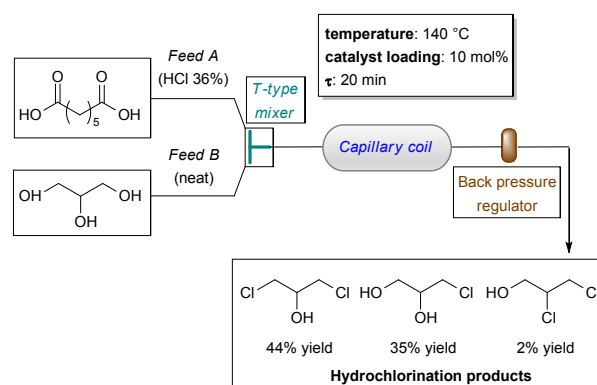 temperature: 140 °C
catalyst loading: 10 mol%
τ: 20 min
Feed A
(HCl 36%)
O O
HO OH
5
T-type
mixer
Feed B
(neat)
OH OH
OH
Capillary coil
Back pressure
regulator
Cl Cl
OH
HO Cl
OH
HO Cl
Cl
44% yield 35% yield 2% yield
Hydrochlorination products